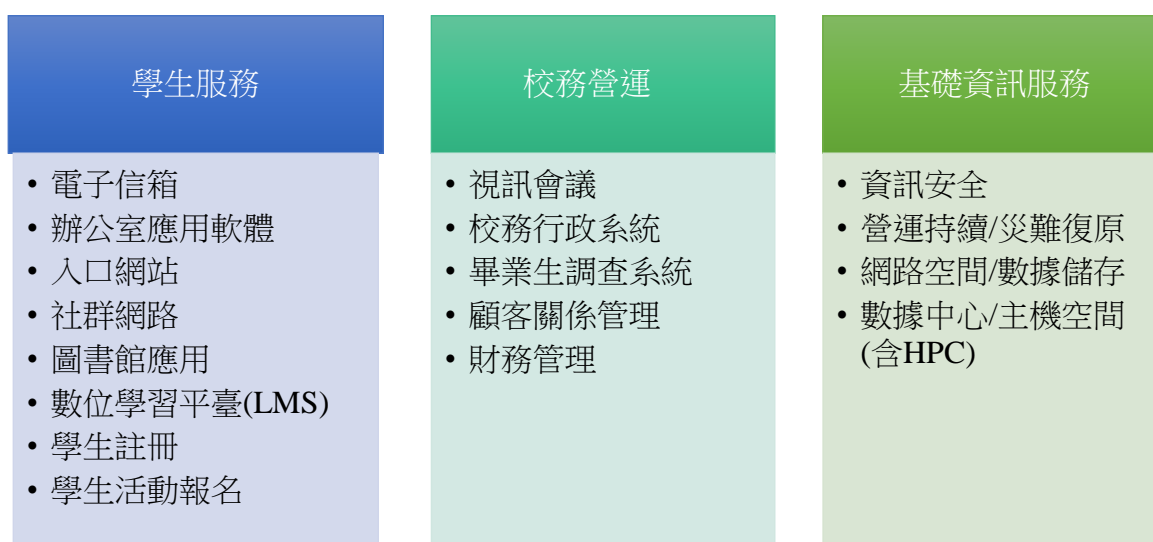 學生服務
• 電子信箱
• 辦公室應用軟體
• 入口網站
• 社群網路
• 圖書館應用
• 數位學習平臺(LMS)
• 學生註冊
• 學生活動報名
校務營運
• 視訊會議
• 校務行政系統
• 畢業生調查系統
• 顧客關係管理
• 財務管理
基礎資訊服務
• 資訊安全
• 營運持續/災難復原
• 網路空間/數據儲存
• 數據中心/主機空間
(含HPC)